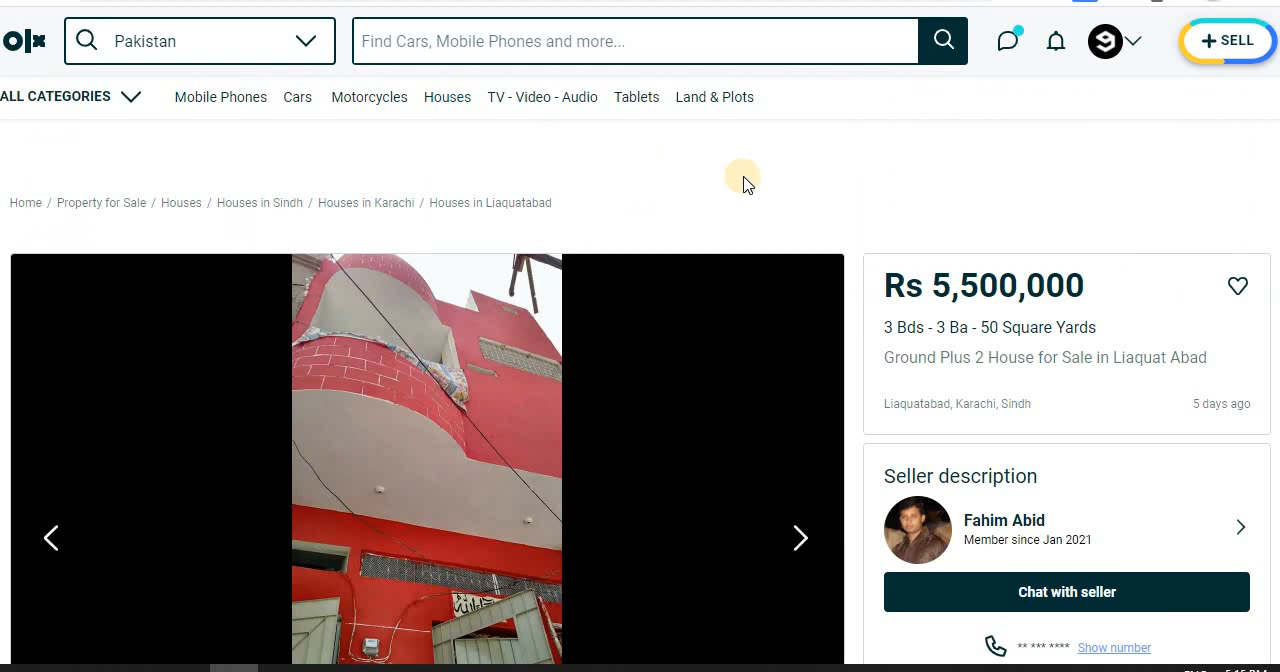 olx
Pakistan
Find Cars, Mobile Phones and more...
+ SELL
ALL CATEGORIES
Mobile Phones Cars Motorcycles Houses TV - Video - Audio Tablets Land & Plots
Home / Property for Sale / Houses / Houses in Sindh / Houses in Karachi / Houses in Liaquatabad
Rs 5,500,000
3 Bds - 3 Ba - 50 Square Yards
Ground Plus 2 House for Sale in Liaquat Abad
Liaquatabad, Karachi, Sindh
5 days ago
Seller description
Fahim Abid
Member since Jan 2021
Chat with seller
** *** **** Show number